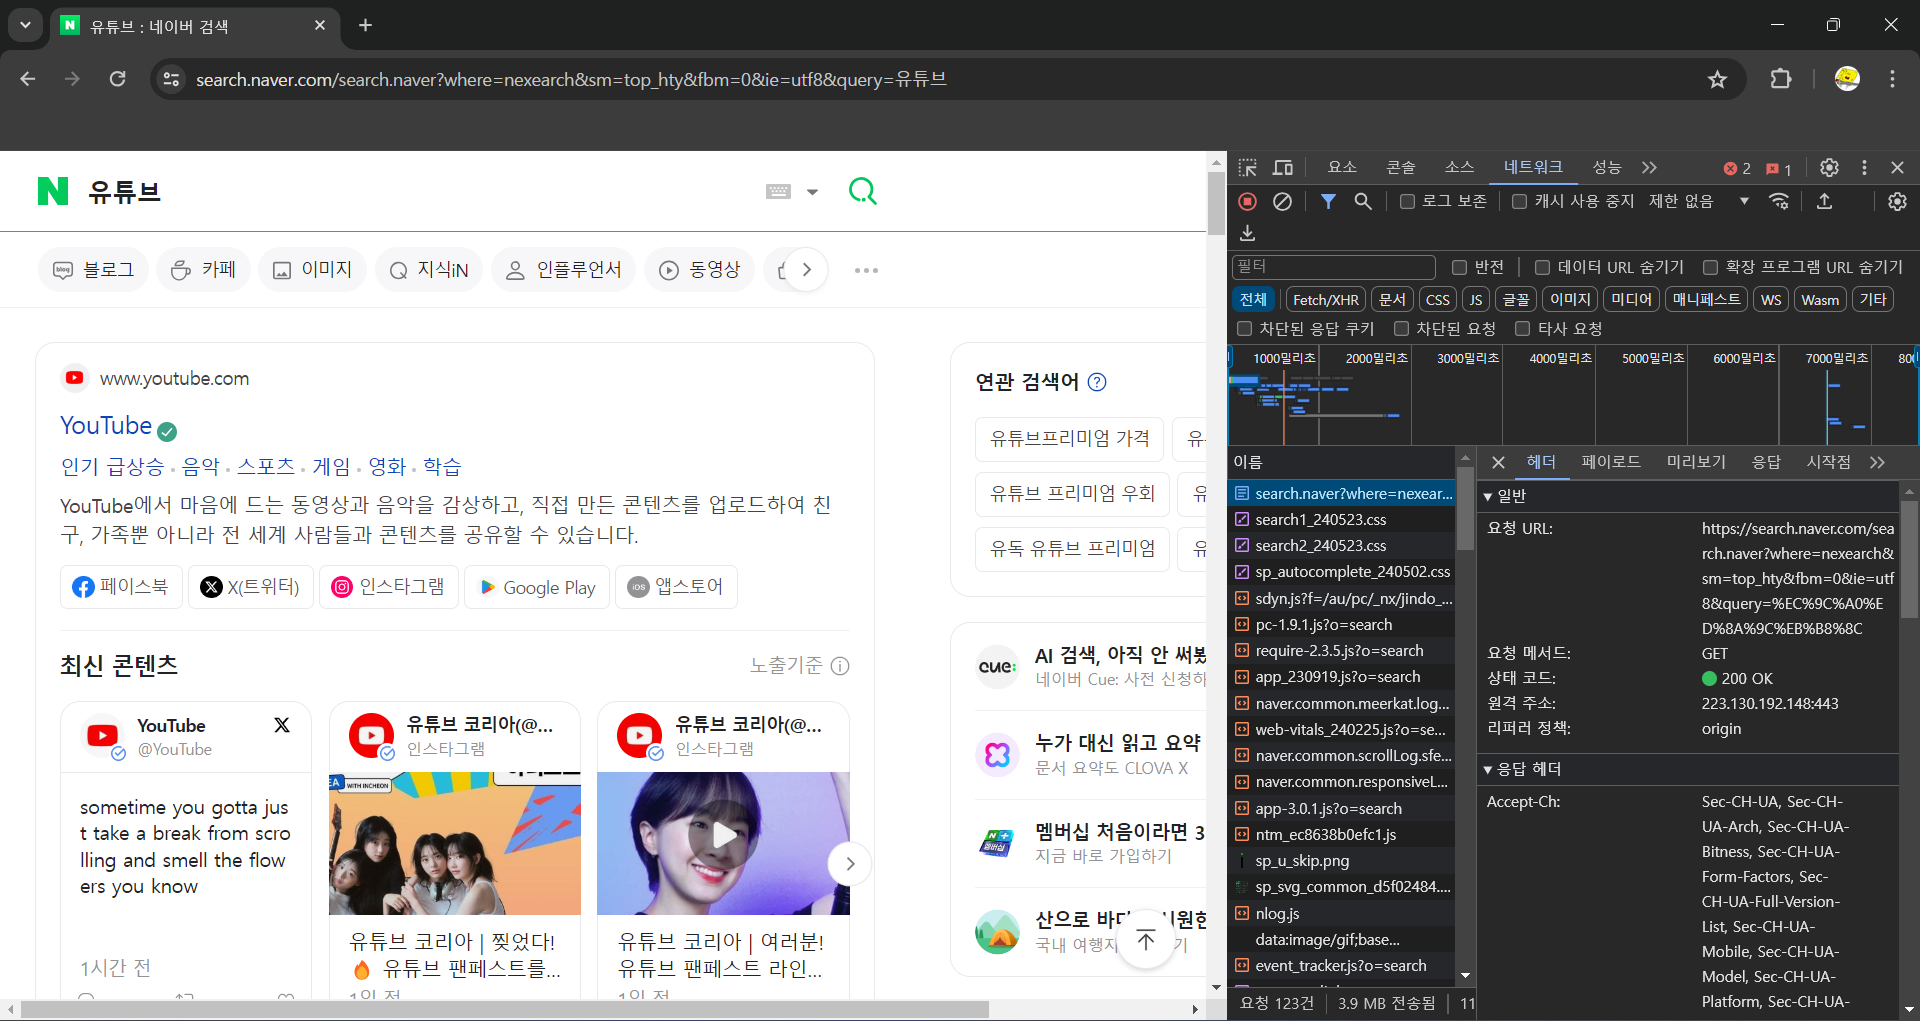 유튜브 : 네이버 검색
search.naver.com/search.naver?where=nexearch&sm=top_hty&fbm=0&ie=utf8&query=유튜브
N 유튜브
블로그 카페 이미지 지식iN 인플루언서 동영상
www.youtube.com
YouTube
인기 급상승 · 음악 · 스포츠 · 게임 · 영화 · 학습
YouTube에서 마음에 드는 동영상과 음악을 감상하고, 직접 만든 콘텐츠를 업로드하여 친
구, 가족뿐 아니라 전 세계 사람들과 콘텐츠를 공유할 수 있습니다.
페이스북 X(트위터) 인스타그램 Google Play iOS 앱스토어
최신 콘텐츠 노출기준
YouTube
@YouTube
sometime you gotta jus
t take a break from scro
lling and smell the flow
ers you know
1시간 전
유튜브 코리아(@...
인스타그램
WITH INCHEON
유튜브 코리아 | 찢었다!
🔥 유튜브 팬페스트를...
1일 전
유튜브 코리아(@...
인스타그램
유튜브 코리아 | 여러분!
유튜브 팬페스트 라인...
1일 전
연관 검색어 ?
유튜브프리미엄 가격
유튜브 프리미엄 우회
유독 유튜브 프리미엄
cue:
AI 검색, 아직 안 써봤
네이버 Cue: 사전 신청하
누가 대신 읽고 요약
문서 요약도 CLOVA X
멤버십
멤버십 처음이라면 3
지금 바로 가입하기
산으로 바다 시원한
국내 여행지 기
요소 콘솔 소스 네트워크 성능 2 1
로그 보존 캐시 사용 중지 제한 없음
필터 반전 데이터 URL 숨기기 확장 프로그램 URL 숨기기
전체 Fetch/XHR 문서 CSS JS 글꼴 이미지 미디어 매니페스트 WS Wasm 기타
차단된 응답 쿠키 차단된 요청 타사 요청
1000밀리초 2000밀리초 3000밀리초 4000밀리초 5000밀리초 6000밀리초 7000밀리초 80
이름
search.naver?where=nexear...
search1_240523.css
search2_240523.css
sp_autocomplete_240502.css
sdyn.js?f=/au/pc/_nx/jindo_...
pc-1.9.1.js?o=search
require-2.3.5.js?o=search
app_230919.js?o=search
naver.common.meerkat.log...
web-vitals_240225.js?o=se...
naver.common.scrollLog.sfe...
naver.common.responsiveL...
app-3.0.1.js?o=search
ntm_ec8638b0efc1.js
sp_u_skip.png
sp_svg_common_d5f02484....
nlog.js
data:image/gif;base...
event_tracker.js?o=search
요청 123건 3.9 MB 전송됨 11
헤더 페이로드 미리보기 응답 시작점
일반
요청 URL: https://search.naver.com/sea
rch.naver?where=nexearch&
sm=top_hty&fbm=0&ie=utf
8&query=%EC%9C%A0%E
D%8A%9C%EB%B8%8C
요청 메서드: GET
상태 코드: 200 OK
원격 주소: 223.130.192.148:443
리퍼러 정책: origin
응답 헤더
Accept-Ch: Sec-CH-UA, Sec-CH-
UA-Arch, Sec-CH-UA-
Bitness, Sec-CH-UA-
Form-Factors, Sec-
CH-UA-Full-Version-
List, Sec-CH-UA-
Mobile, Sec-CH-UA-
Model, Sec-CH-UA-
Platform, Sec-CH-UA-